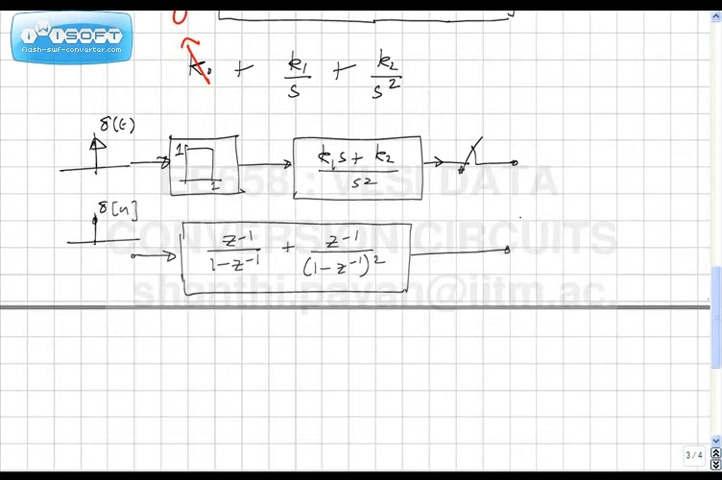 iWiSOFT
flash-swf-converter.com
0
k₀ + k₁/s + k₂/s²
δ(t)
1
1
k₁s + k₂ / s²
EE658 : VLSI DATA
CONVERSION CIRCUITS
shanthi.pavan@iitm.ac.
δ[n]
z⁻¹/(1-z⁻¹) + z⁻¹/(1-z⁻¹)²
3/4